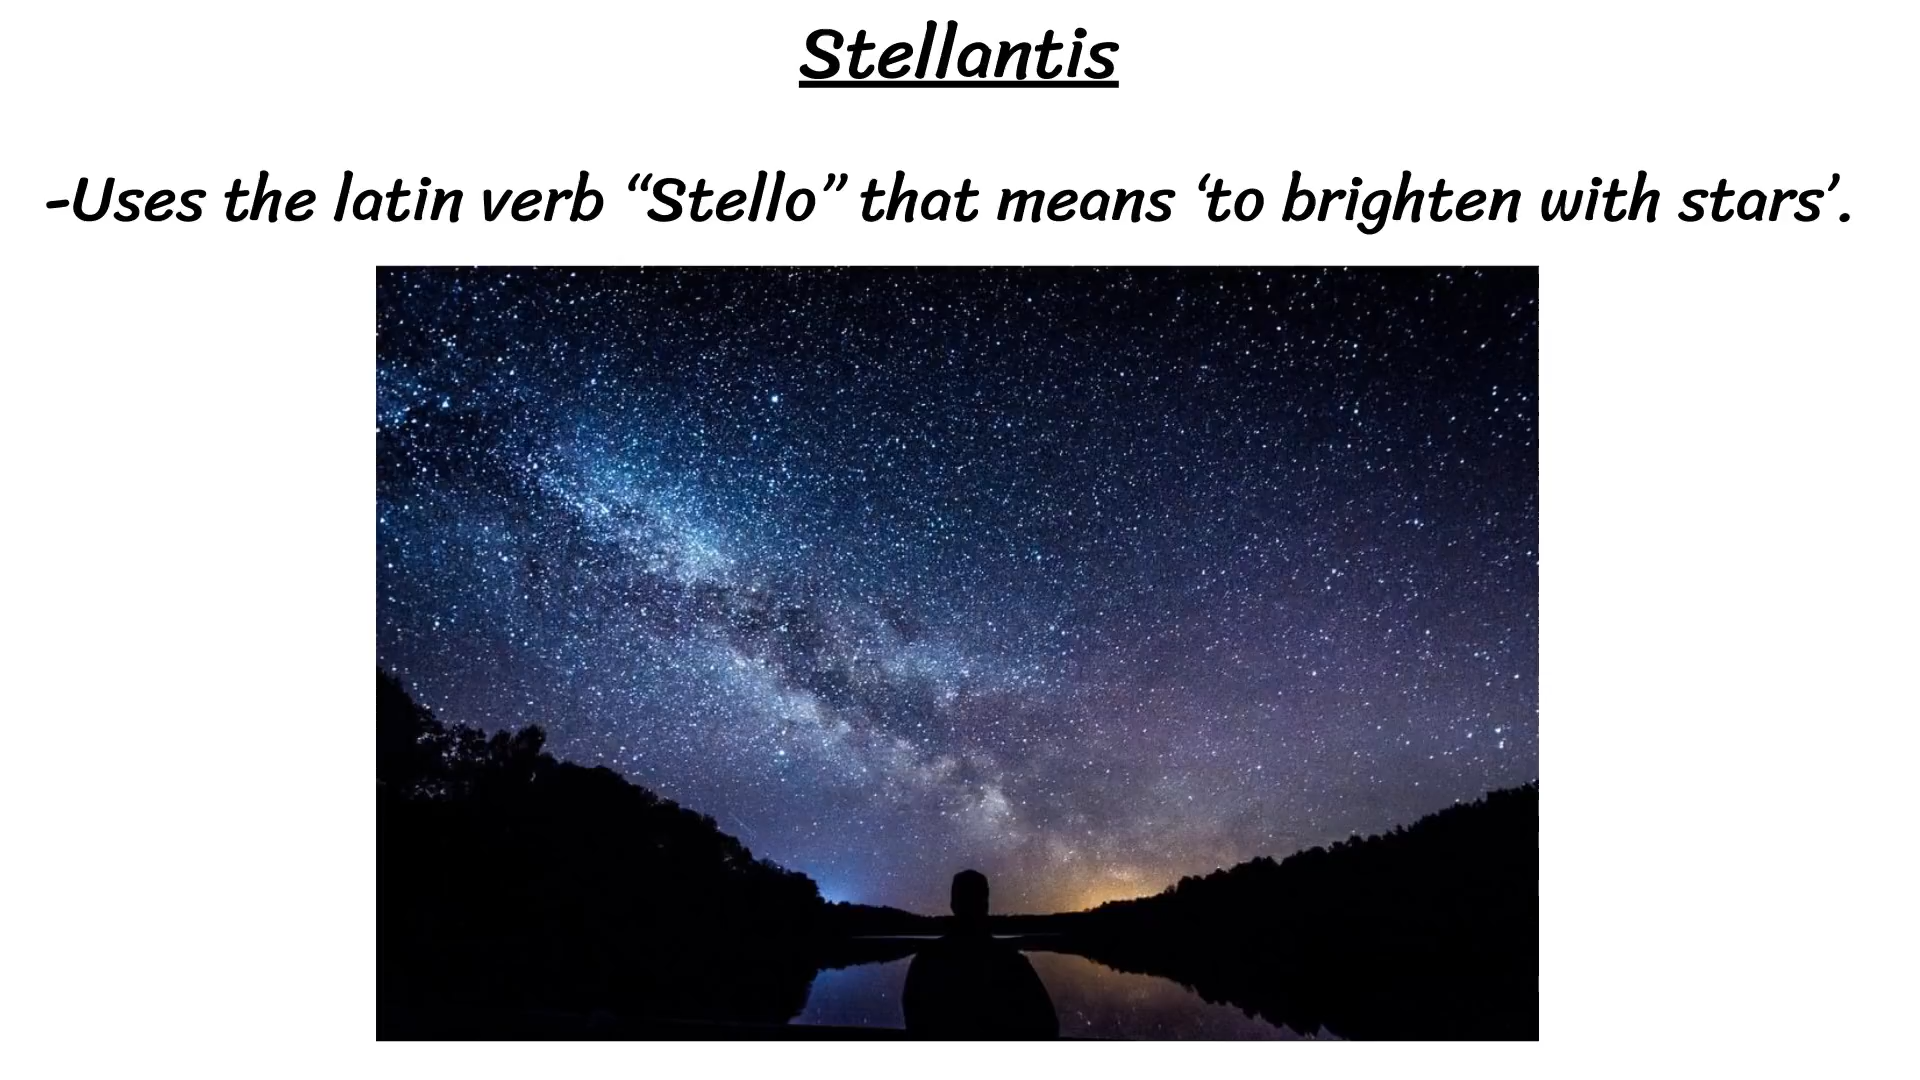 Stellantis
-Uses the latin verb “Stello” that means ‘to brighten with stars’.